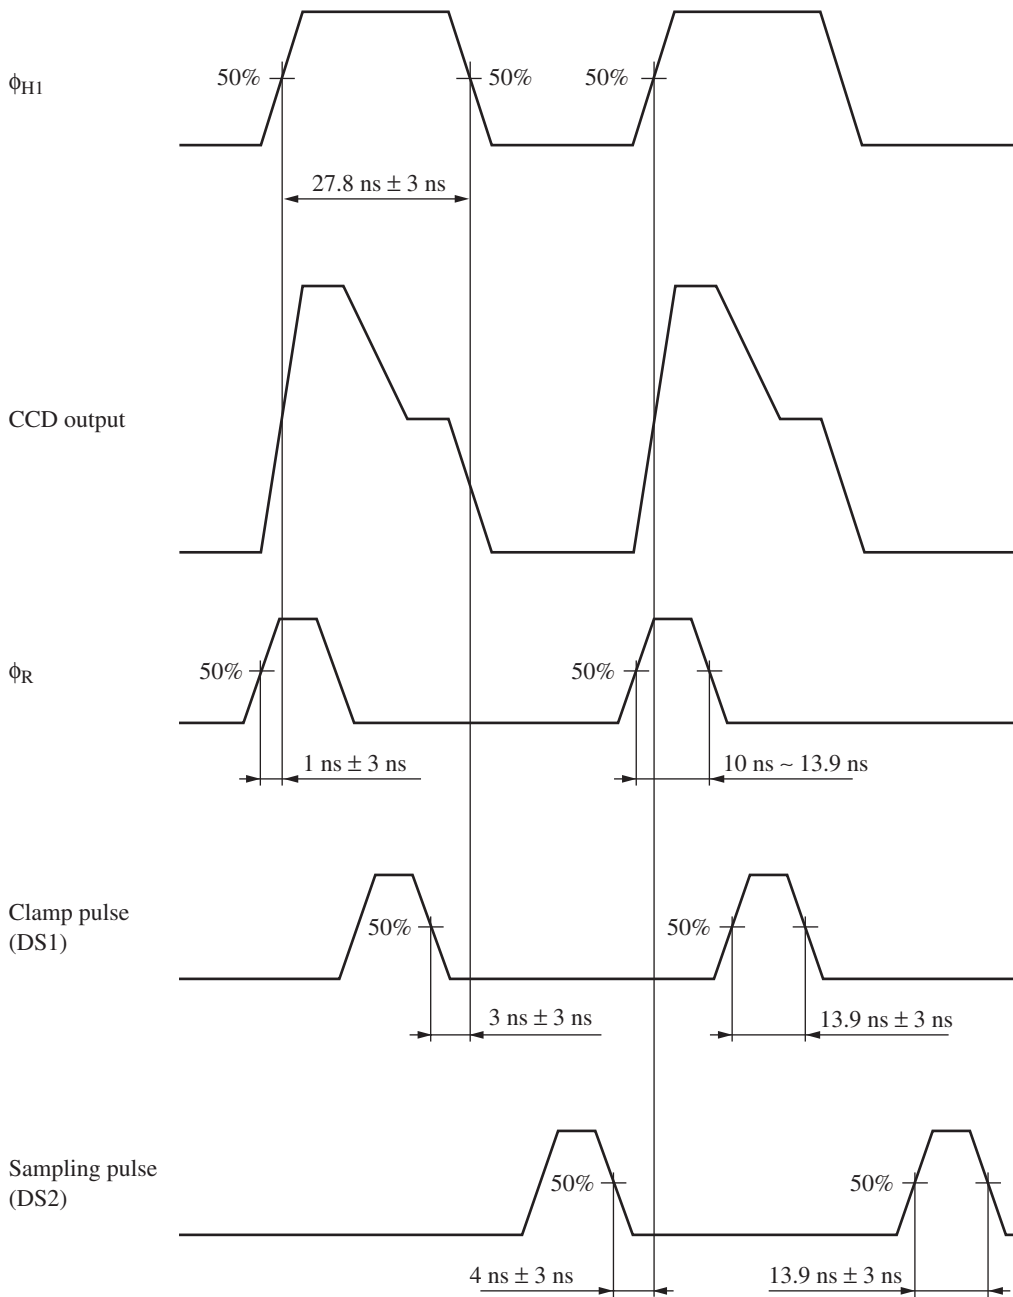 50%
50%
50%
ϕH1
27.8 ns ± 3 ns
CCD output
50%
50%
ϕR
1 ns ± 3 ns
10 ns ~ 13.9 ns
Clamp pulse
(DS1)
50%
50%
3 ns ± 3 ns
13.9 ns ± 3 ns
Sampling pulse
(DS2)
50%
50%
4 ns ± 3 ns
13.9 ns ± 3 ns